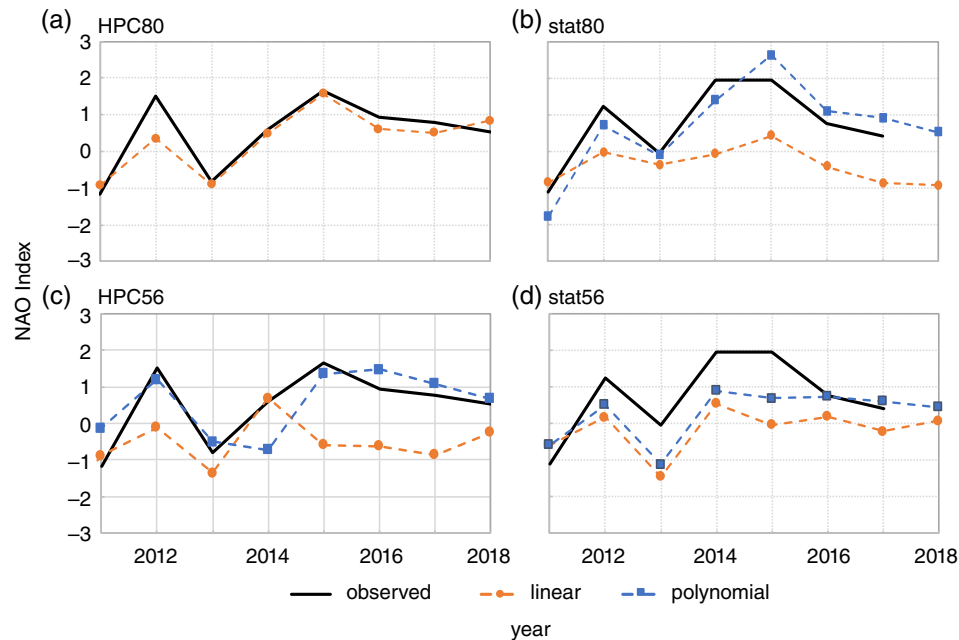 (a) HPC80
(b) stat80
3
2
1
0
–1
–2
–3
NAO Index
(c) HPC56
(d) stat56
3
2
1
0
–1
–2
–3
2012 2014 2016 2018
2012 2014 2016 2018
observed linear polynomial
year